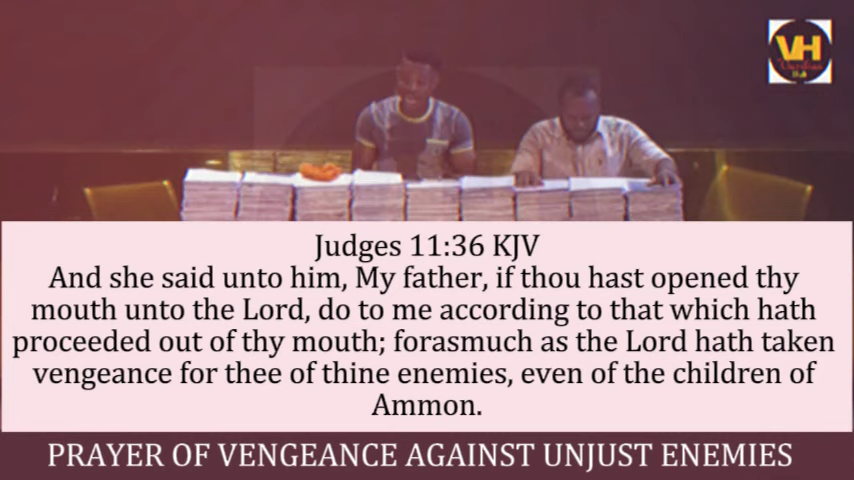 VH
Judges 11:36 KJV
And she said unto him, My father, if thou hast opened thy
mouth unto the Lord, do to me according to that which hath
proceeded out of thy mouth; forasmuch as the Lord hath taken
vengeance for thee of thine enemies, even of the children of
Ammon.
PRAYER OF VENGEANCE AGAINST UNJUST ENEMIES